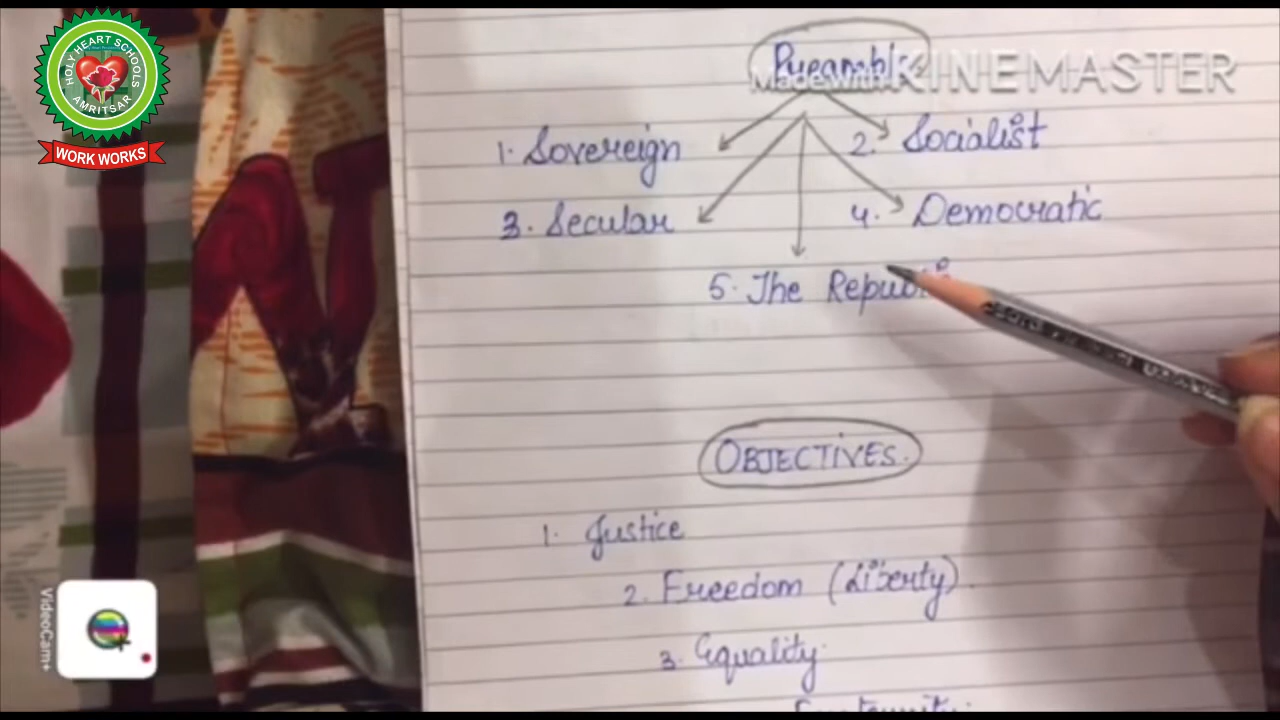 HOLY HEART SCHOOLS
AMRITSAR
WORK WORKS
Made With KINEMASTER
Preamble
1. Sovereign
2. Socialist
3. Secular
4. Democratic
5. The Republic
OBJECTIVES.
1. Justice
2. Freedom (Liberty).
3. Equality.
Fraternity.
VideoCam+